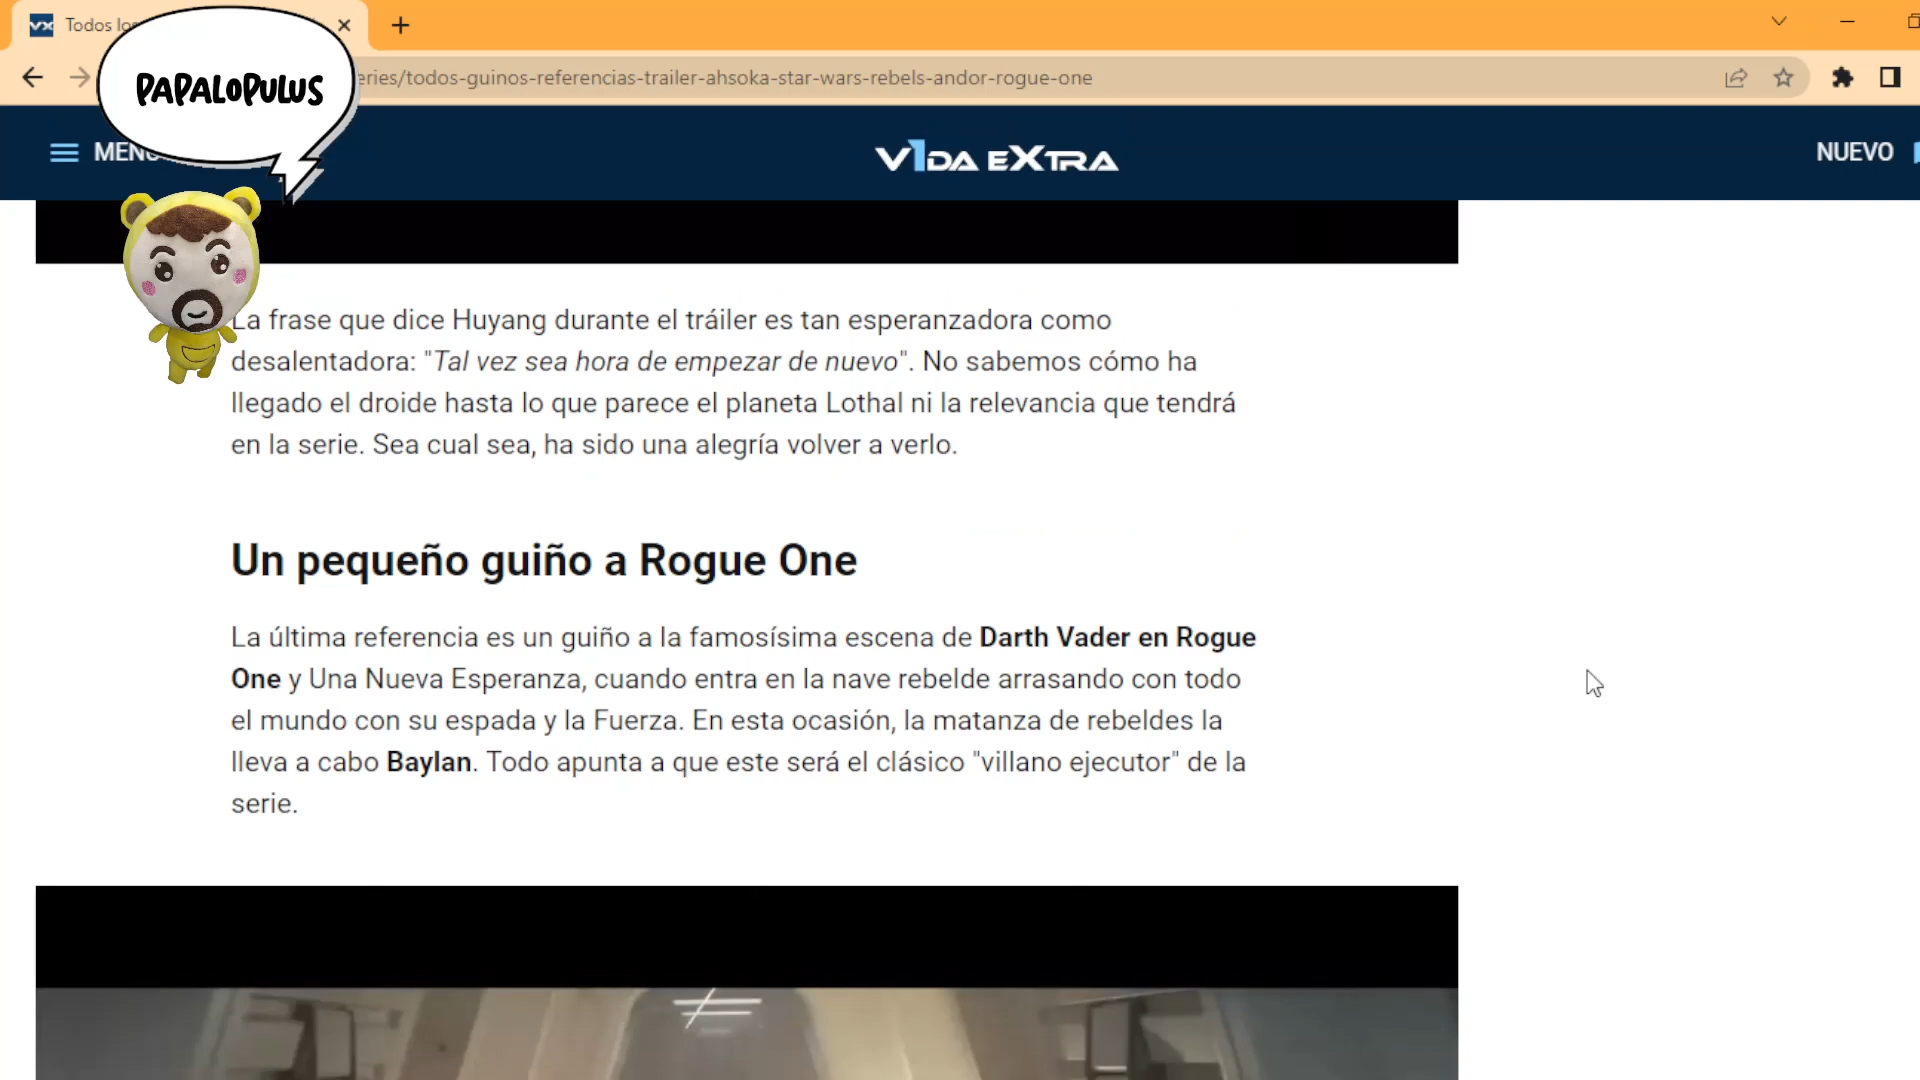 VX
Todos lo
PAPALOPULUS
eries/todos-guinos-referencias-trailer-ahsoka-star-wars-rebels-andor-rogue-one
MENÚ
V1DA EXTRA
NUEVO
La frase que dice Huyang durante el tráiler es tan esperanzadora como
desalentadora: "Tal vez sea hora de empezar de nuevo". No sabemos cómo ha
llegado el droide hasta lo que parece el planeta Lothal ni la relevancia que tendrá
en la serie. Sea cual sea, ha sido una alegría volver a verlo.
Un pequeño guiño a Rogue One
La última referencia es un guiño a la famosísima escena de Darth Vader en Rogue
One y Una Nueva Esperanza, cuando entra en la nave rebelde arrasando con todo
el mundo con su espada y la Fuerza. En esta ocasión, la matanza de rebeldes la
lleva a cabo Baylan. Todo apunta a que este será el clásico "villano ejecutor" de la
serie.